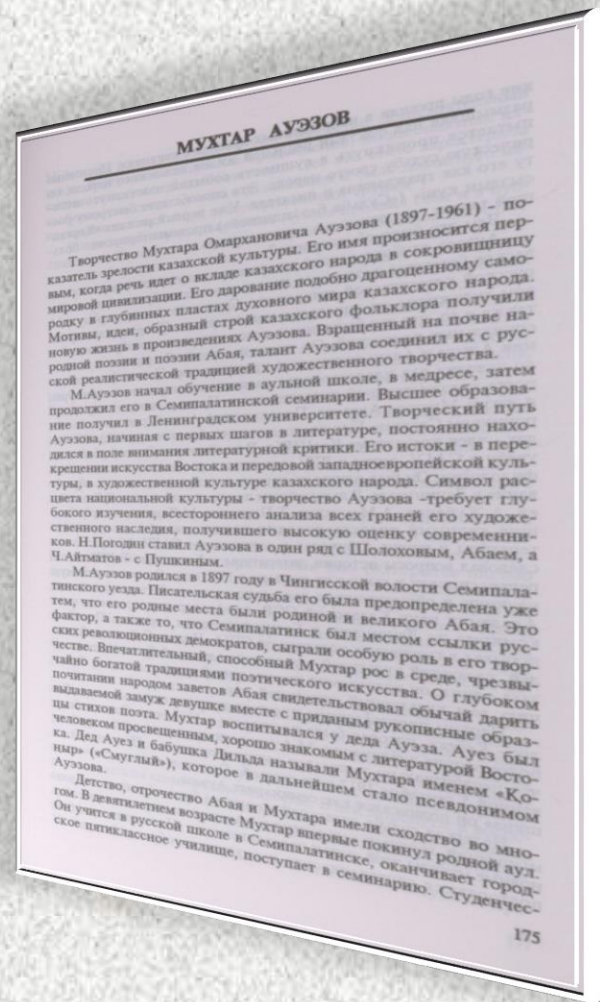 МУХТАР АУЭЗОВ
Творчество Мухтара Омархановича Ауэзова (1897-1961) - по-
казатель зрелости казахской культуры. Его имя произносится пер-
вым, когда речь идет о вкладе казахского народа в сокровищницу
мировой цивилизации. Его дарование подобно драгоценному само-
родку в глубинных пластах духовного мира казахского народа.
Мотивы, идеи, образный строй казахского фольклора получили
новую жизнь в произведениях Ауэзова. Взращенный на почве на-
родной поэзии и поэзии Абая, талант Ауэзова соединил их с рус-
ской реалистической традицией художественного творчества.
М.Ауэзов начал обучение в аульной школе, в медресе, затем
продолжил его в Семипалатинской семинарии. Высшее образова-
ние получил в Ленинградском университете. Творческий путь
Ауэзова, начиная с первых шагов в литературе, постоянно нахо-
дился в поле внимания литературной критики. Его истоки - в пере-
крещении искусства Востока и передовой западноевропейской куль-
туры, в художественной культуре казахского народа. Символ рас-
цвета национальной культуры - творчество Ауэзова -требует глу-
бокого изучения, всестороннего анализа всех граней его художе-
ственного наследия, получившего высокую оценку современни-
ков. Н.Погодин ставил Ауэзова в один ряд с Шолоховым, Абаем, а
Ч.Айтматов - с Пушкиным.
М.Ауэзов родился в 1897 году в Чингисской волости Семипала-
тинского уезда. Писательская судьба его была предопределена уже
тем, что его родные места были родиной и великого Абая. Это
фактор, а также то, что Семипалатинск был местом ссылки рус-
ских революционных демократов, сыграли особую роль в его твор-
честве. Впечатлительный, способный Мухтар рос в среде, чрезвы-
чайно богатой традициями поэтического искусства. О глубоком
почитании народом заветов Абая свидетельствовал обычай дарить
выдаваемой замуж девушке вместе с приданым рукописные образ-
цы стихов поэта. Мухтар воспитывался у деда Ауэза. Ауез был
человеком просвещенным, хорошо знакомым с литературой Восто-
ка. Дед Ауез и бабушка Дильда называли Мухтара именем «Қо-
ныр» («Смуглый»), которое в дальнейшем стало псевдонимом
Ауэзова.
Детство, отрочество Абая и Мухтара имели сходство во мно-
гом. В девятилетнем возрасте Мухтар впервые покинул родной аул.
Он учится в русской школе в Семипалатинске, оканчивает город-
ское пятиклассное училище, поступает в семинарию. Студенчес-
175